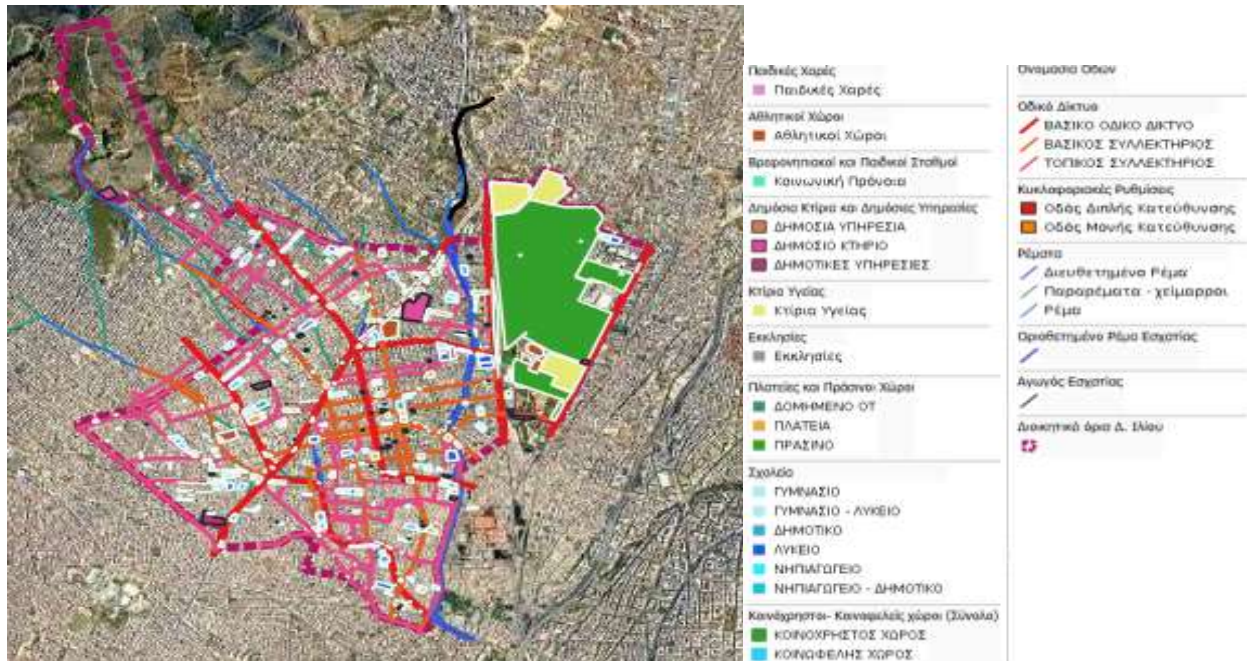 Παιδικές Χαρές
Παιδικές Χαρές
Αθλητικοί Χώροι
Αθλητικοί Χώροι
Βρεφονηπιακοί και Παιδικοί Σταθμοί
Κοινωνική Πρόνοια
Δημόσια Κτίρια και Δημόσιες Υπηρεσίες
ΔΗΜΟΣΙΑ ΥΠΗΡΕΣΙΑ
ΔΗΜΟΣΙΟ ΚΤΗΡΙΟ
ΔΗΜΟΤΙΚΕΣ ΥΠΗΡΕΣΙΕΣ
Κτίρια Υγείας
Κτίρια Υγείας
Εκκλησίες
Εκκλησίες
Πλατείες και Πράσινοι Χώροι
ΔΟΜΗΜΕΝΟ ΟΤ
ΠΛΑΤΕΙΑ
ΠΡΑΣΙΝΟ
Σχολεία
ΓΥΜΝΑΣΙΟ
ΓΥΜΝΑΣΙΟ - ΛΥΚΕΙΟ
ΔΗΜΟΤΙΚΟ
ΛΥΚΕΙΟ
ΝΗΠΙΑΓΩΓΕΙΟ
ΝΗΠΙΑΓΩΓΕΙΟ - ΔΗΜΟΤΙΚΟ
Κοινόχρηστοι- Κοινωφελείς χώροι (Σύνολο)
ΚΟΙΝΟΧΡΗΣΤΟΣ ΧΩΡΟΣ
ΚΟΙΝΩΦΕΛΗΣ ΧΩΡΟΣ
Ονομασία Οδών
Οδικό Δίκτυο
ΒΑΣΙΚΟ ΟΔΙΚΟ ΔΙΚΤΥΟ
ΒΑΣΙΚΟΣ ΣΥΛΛΕΚΤΗΡΙΟΣ
ΤΟΠΙΚΟΣ ΣΥΛΛΕΚΤΗΡΙΟΣ
Κυκλοφοριακές Ρυθμίσεις
Οδός Διπλής Κατεύθυνσης
Οδός Μονής Κατεύθυνσης
Ρέματα
Διευθετημένο Ρέμα
Παραρέματα - χείμαρροι
Ρέμα
Οριοθετημένο Ρέμα Εσχατιάς
Αγωγός Εσχατιάς
Διοικητικά όρια Δ. Ιλίου